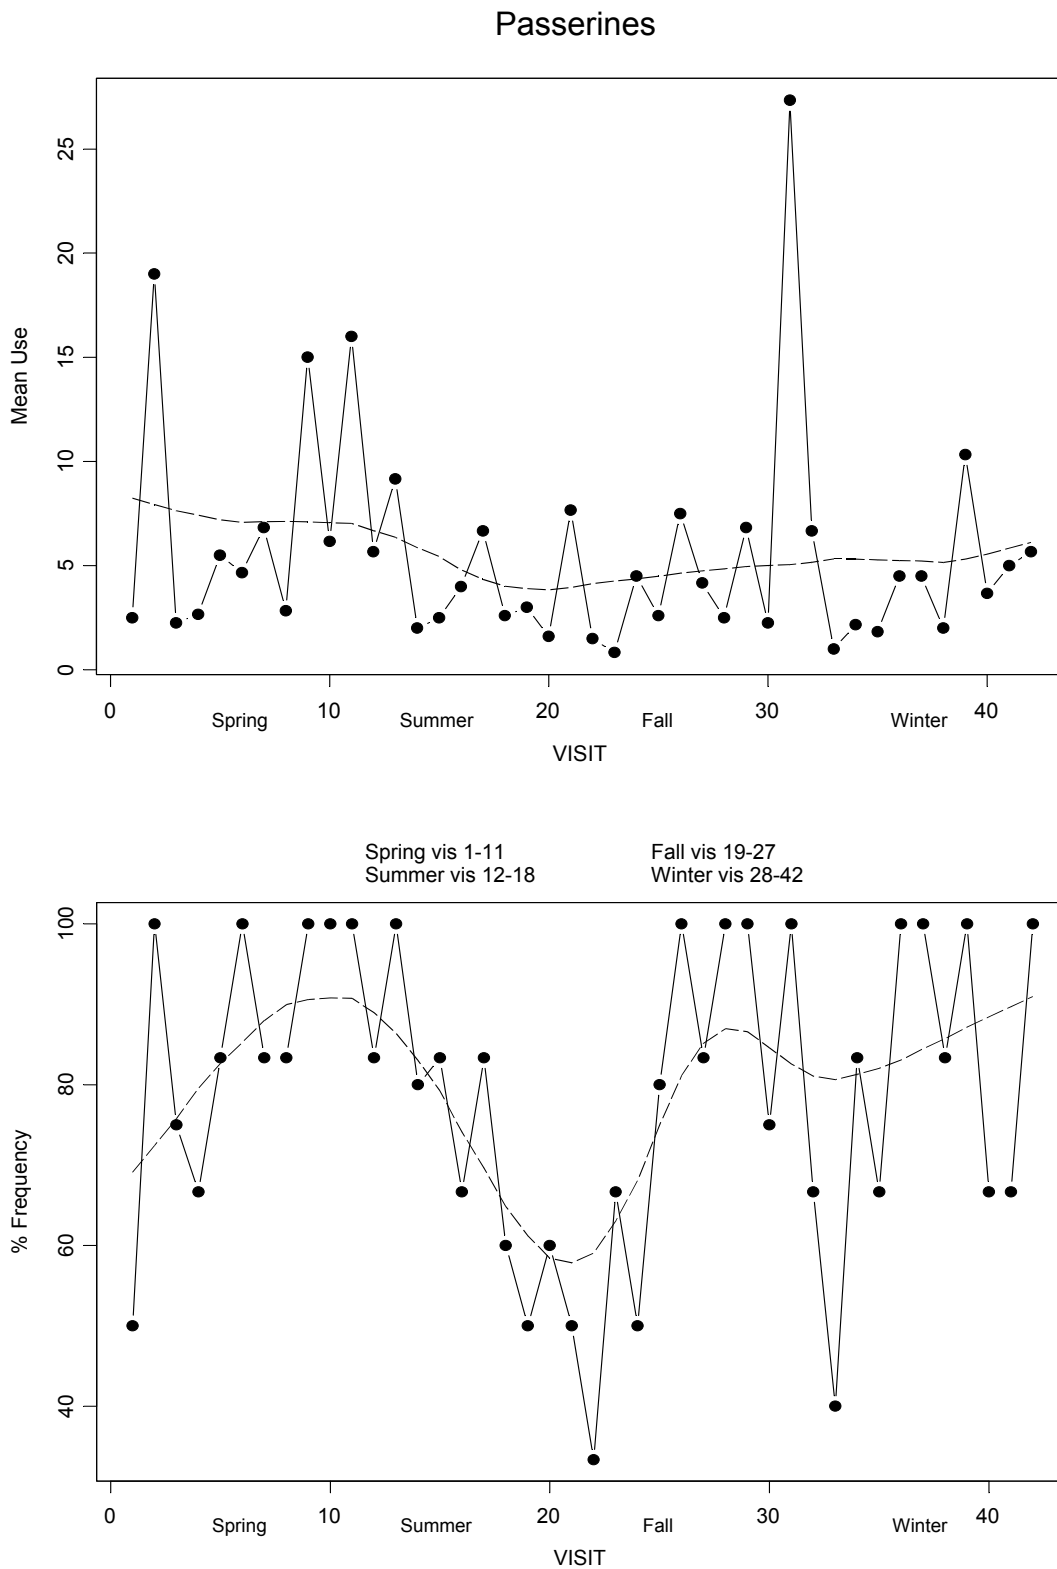 Passerines
25
20
15
10
5
0
Mean Use
0 10 20 30 40
Spring Summer Fall Winter
VISIT
Spring vis 1-11 Fall vis 19-27
Summer vis 12-18 Winter vis 28-42
100
80
60
40
% Frequency
0 10 20 30 40
Spring Summer Fall Winter
VISIT